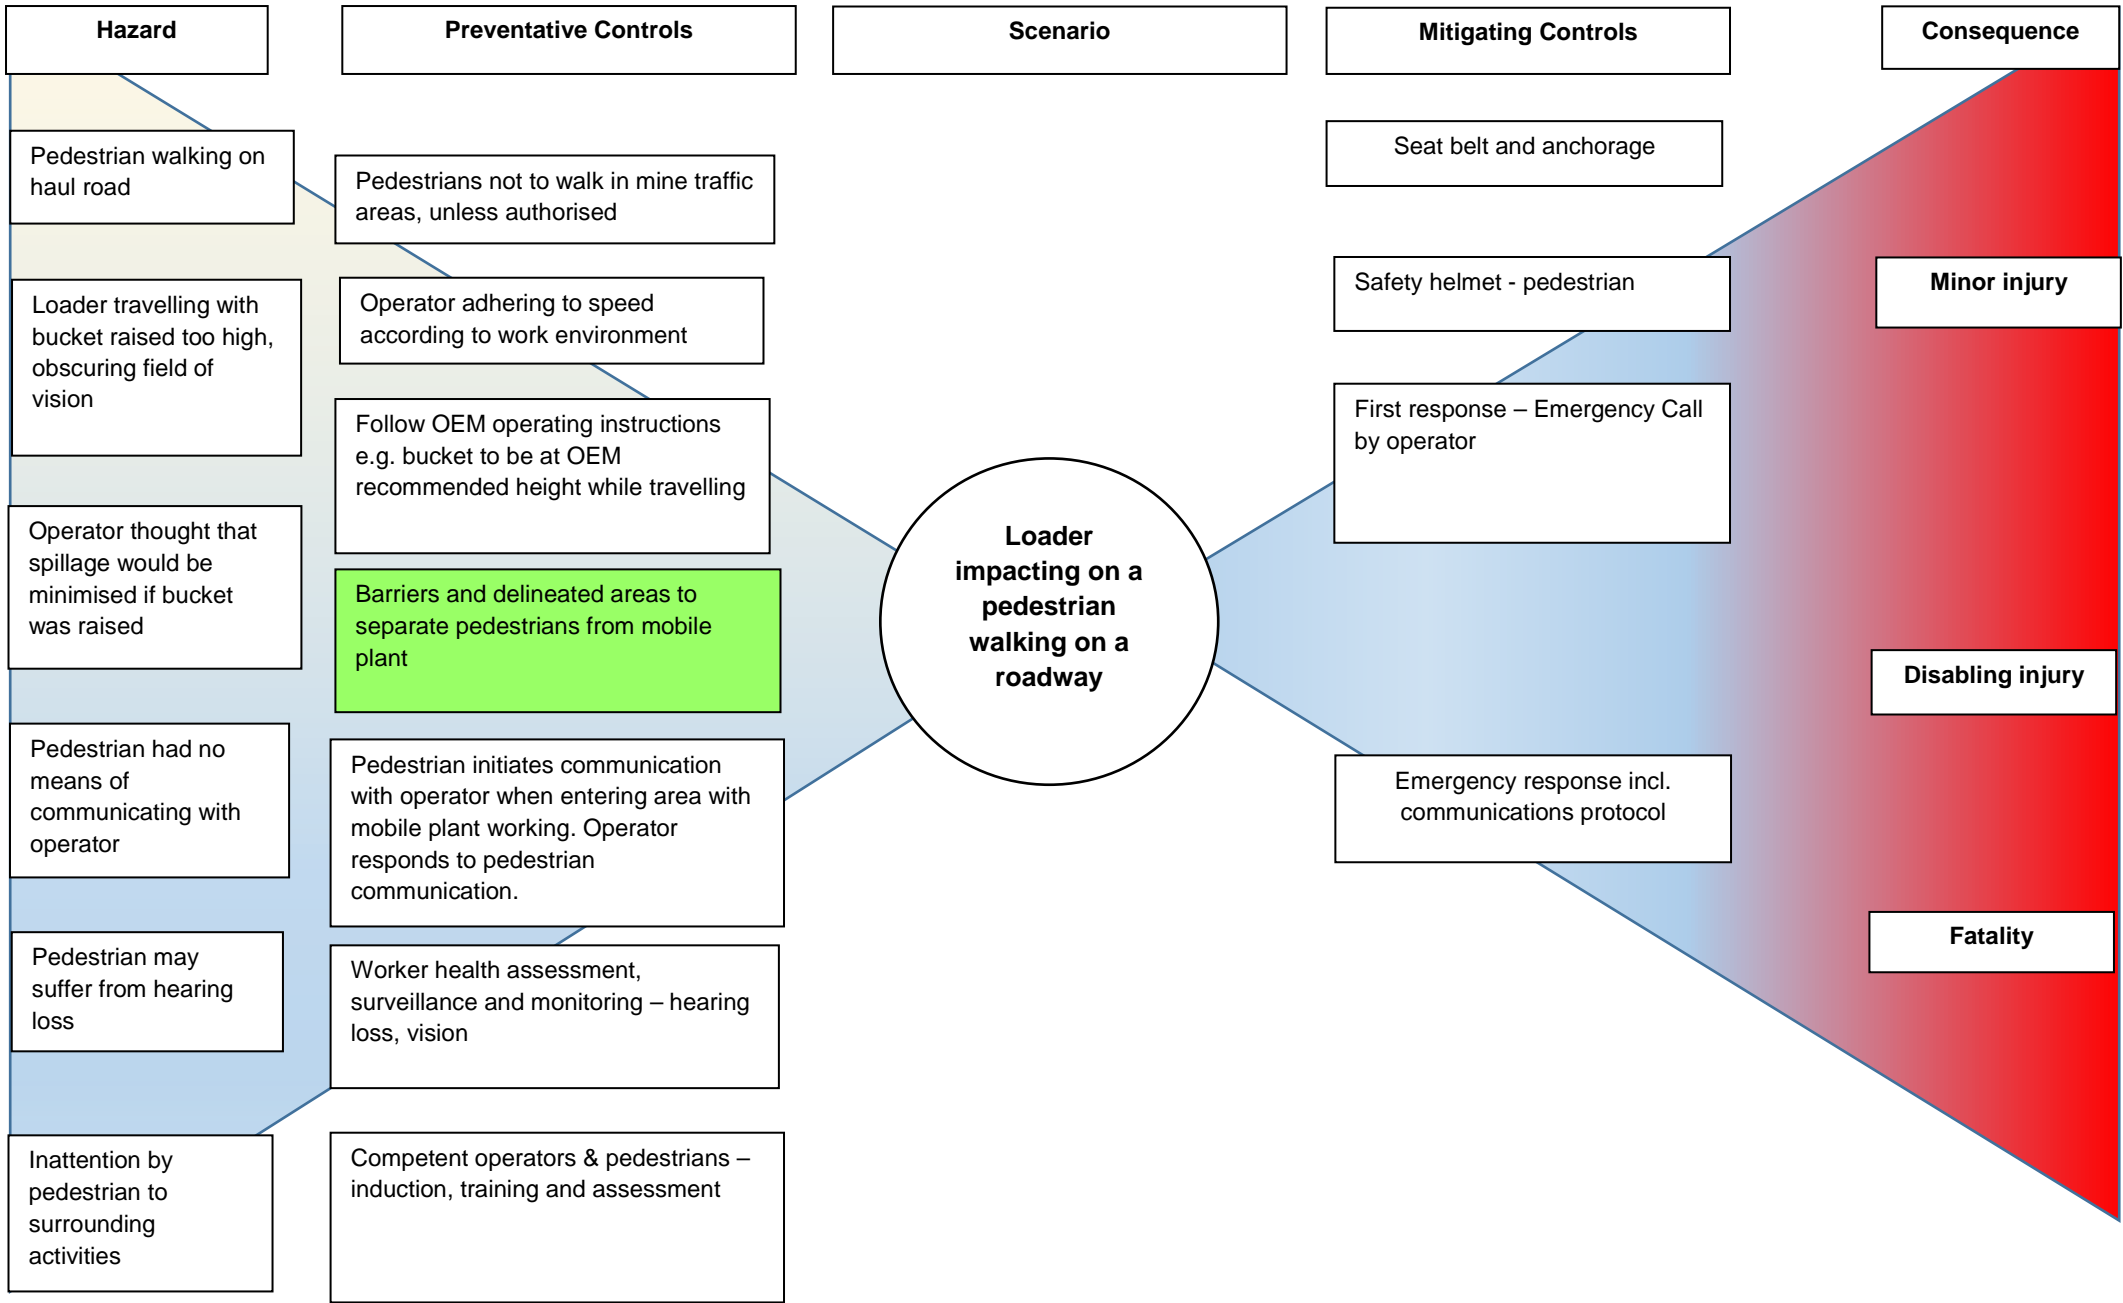 Hazard
Preventative Controls
Scenario
Mitigating Controls
Consequence
Pedestrian walking on
haul road
Loader travelling with
bucket raised too high,
obscuring field of
vision
Operator thought that
spillage would be
minimised if bucket
was raised
Pedestrian had no
means of
communicating with
operator
Pedestrian may
suffer from hearing
loss
Inattention by
pedestrian to
surrounding
activities
Pedestrians not to walk in mine traffic
areas, unless authorised
Operator adhering to speed
according to work environment
Follow OEM operating instructions
e.g. bucket to be at OEM
recommended height while travelling
Barriers and delineated areas to
separate pedestrians from mobile
plant
Pedestrian initiates communication
with operator when entering area with
mobile plant working. Operator
responds to pedestrian
communication.
Worker health assessment,
surveillance and monitoring – hearing
loss, vision
Competent operators & pedestrians –
induction, training and assessment
Loader
impacting on a
pedestrian
walking on a
roadway
Seat belt and anchorage
Safety helmet - pedestrian
First response – Emergency Call
by operator
Emergency response incl.
communications protocol
Minor injury
Disabling injury
Fatality